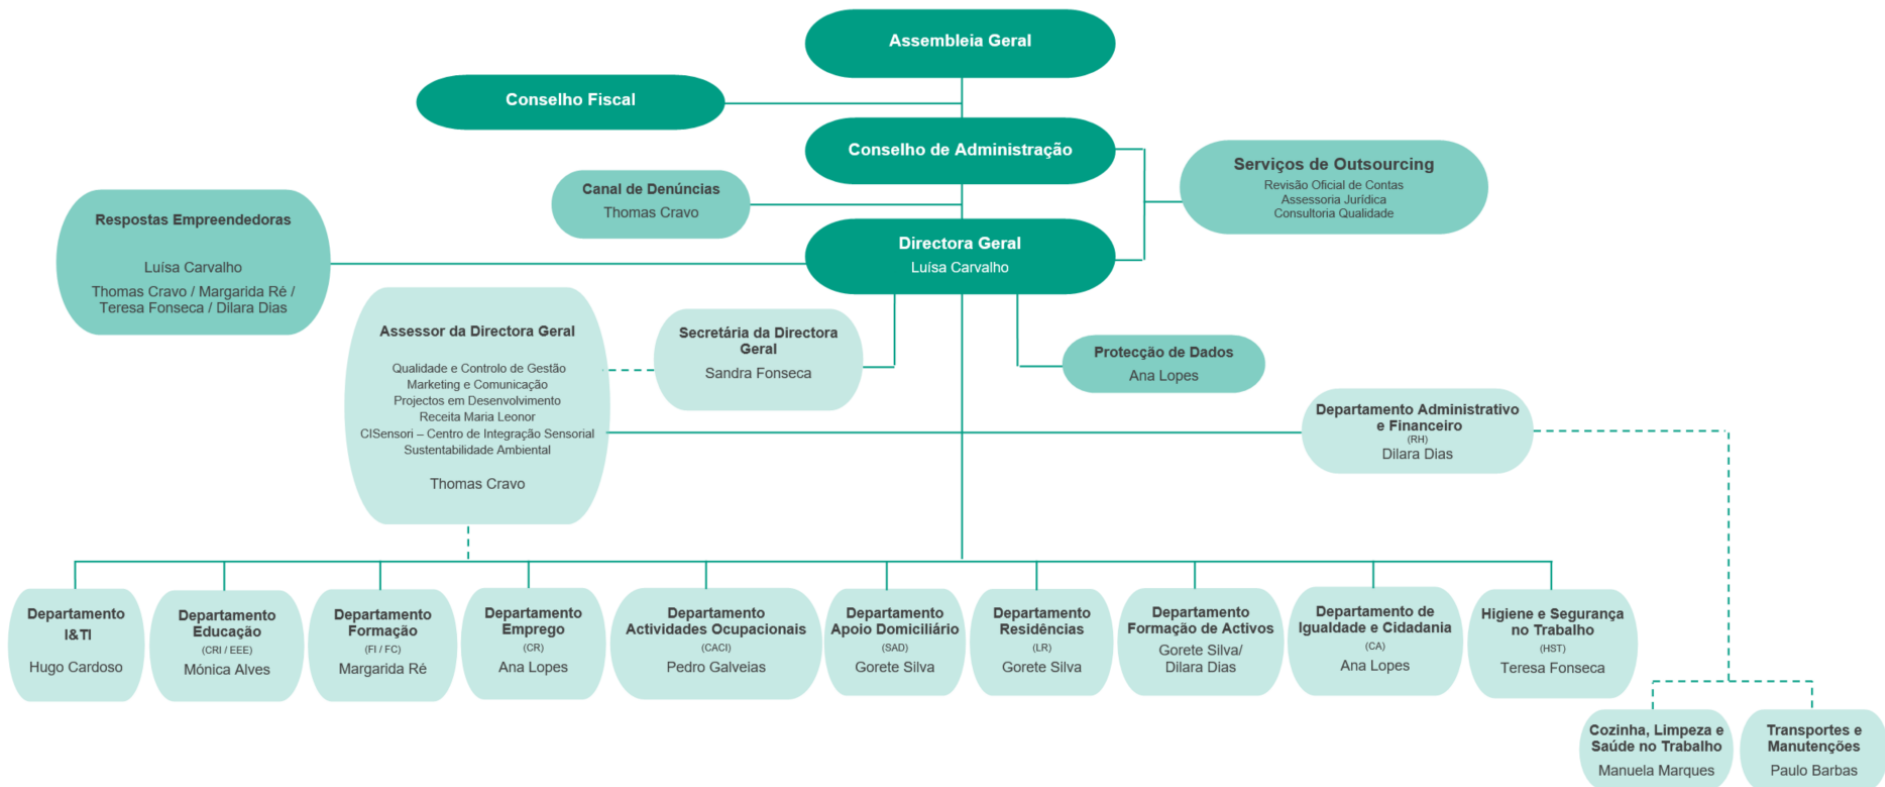 Assembleia Geral
Conselho Fiscal
Conselho de Administração
Serviços de Outsourcing
Revisão Oficial de Contas
Assessoria Jurídica
Consultoria Qualidade
Canal de Denúncias
Thomas Cravo
Respostas Empreendedoras
Luísa Carvalho
Thomas Cravo / Margarida Ré /
Teresa Fonseca / Dilara Dias
Directora Geral
Luísa Carvalho
Assessor da Directora Geral
Qualidade e Controlo de Gestão
Marketing e Comunicação
Projectos em Desenvolvimento
Receita Maria Leonor
CISensori – Centro de Integração Sensorial
Sustentabilidade Ambiental
Thomas Cravo
Secretária da Directora
Geral
Sandra Fonseca
Protecção de Dados
Ana Lopes
Departamento Administrativo
e Financeiro
(RH)
Dilara Dias
Departamento
I&TI
Hugo Cardoso
Departamento
Educação
(CRI / EEE)
Mónica Alves
Departamento
Formação
(FI / FC)
Margarida Ré
Departamento
Emprego
(CR)
Ana Lopes
Departamento
Actividades Ocupacionais
(CACI)
Pedro Galveias
Departamento
Apoio Domiciliário
(SAD)
Gorete Silva
Departamento
Residências
(LR)
Gorete Silva
Departamento
Formação de Activos
Gorete Silva/
Dilara Dias
Departamento de
Igualdade e Cidadania
(CA)
Ana Lopes
Higiene e Segurança
no Trabalho
(HST)
Teresa Fonseca
Cozinha, Limpeza e
Saúde no Trabalho
Manuela Marques
Transportes e
Manutenções
Paulo Barbas